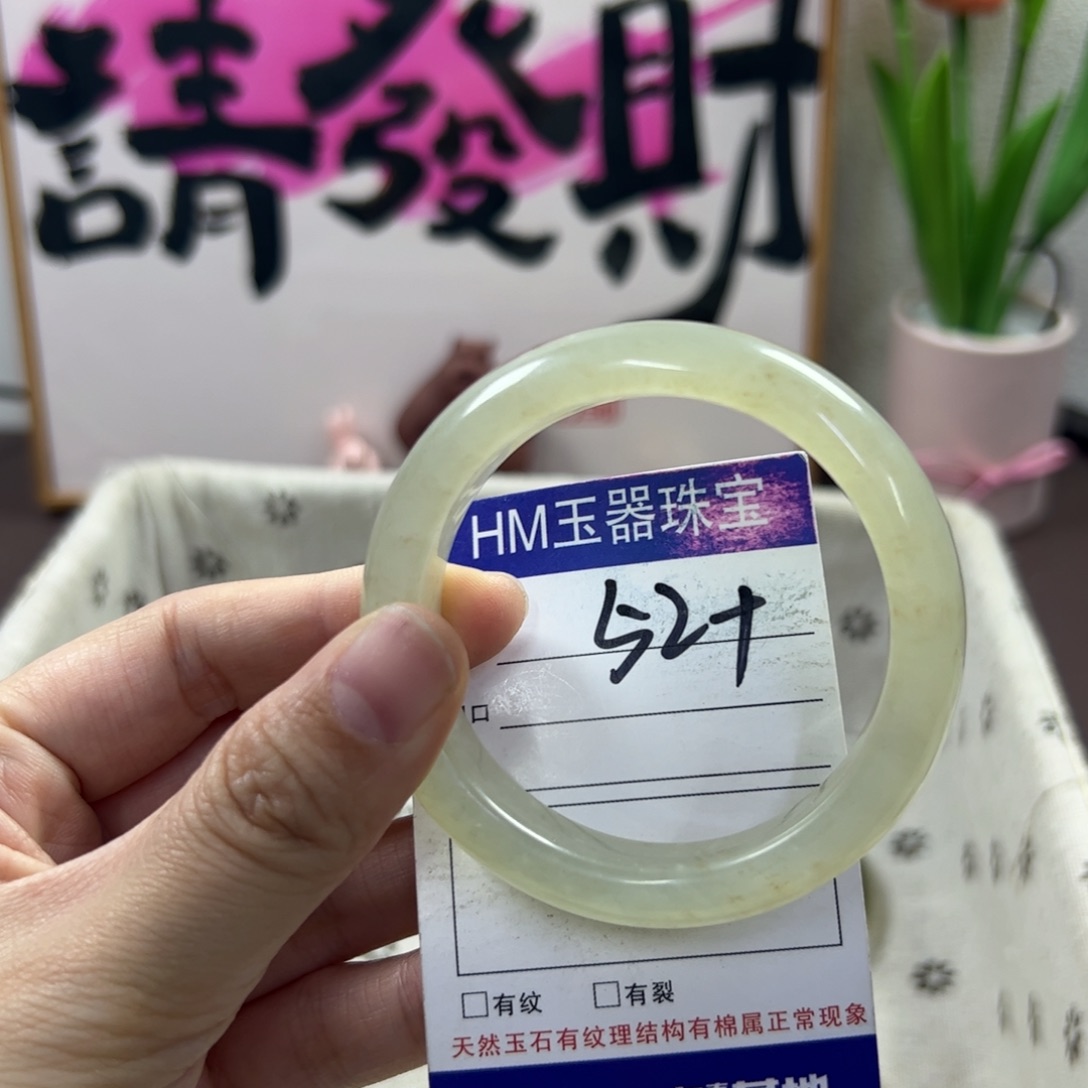 請發財
HM玉器珠宝
52+
口
□有纹 □有裂
天然玉石有纹理结构有棉属正常现象